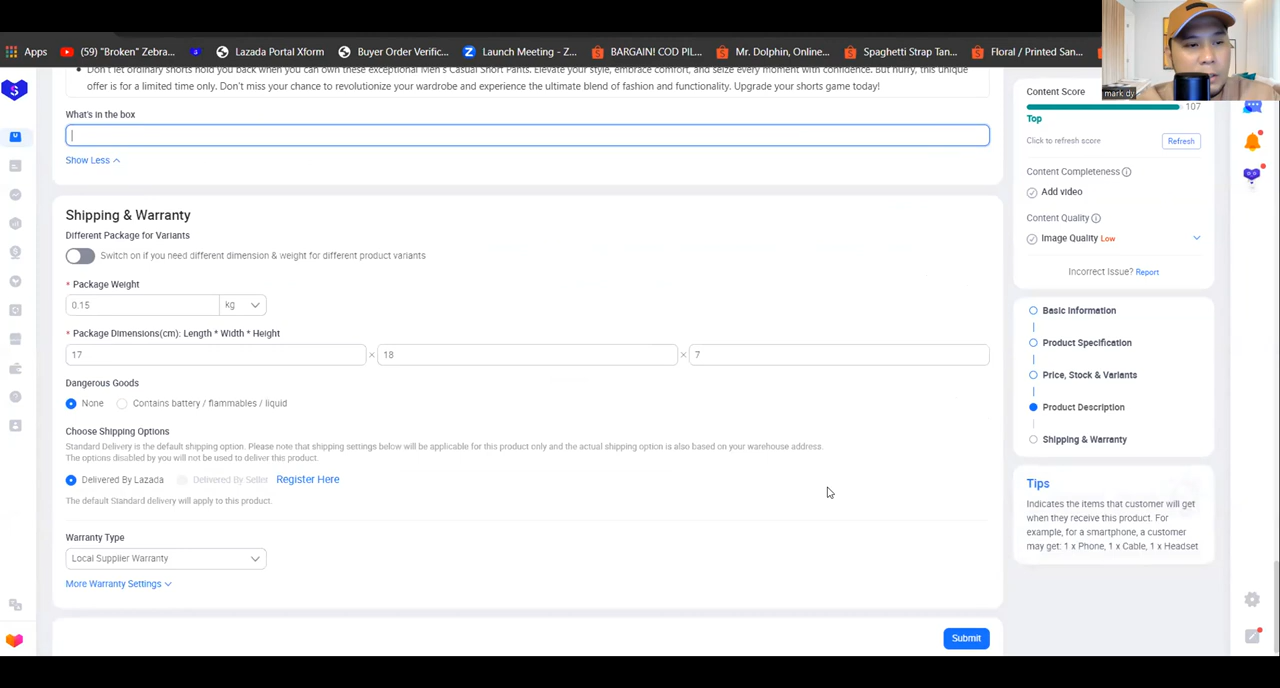 Apps
(59) "Broken" Zebra...
Lazada Portal Xform
Buyer Order Verific...
Launch Meeting - Z...
BARGAIN! COD PIL...
Mr. Dolphin, Online...
Spaghetti Strap Tan...
Floral / Printed San...
mark dy
Don't let ordinary shorts hold you back when you can own these exceptional Men's Casual Short Pants. Elevate your style, embrace comfort, and seize every moment with confidence. But hurry, this unique
offer is for a limited time only. Don't miss your chance to revolutionize your wardrobe and experience the ultimate blend of fashion and functionality. Upgrade your shorts game today!
What's in the box
Show Less
Shipping & Warranty
Different Package for Variants
Switch on if you need different dimension & weight for different product variants
* Package Weight
0.15 kg
* Package Dimensions(cm): Length * Width * Height
17 × 18 × 7
Dangerous Goods
None Contains battery / flammables / liquid
Choose Shipping Options
Standard Delivery is the default shipping option. Please note that shipping settings below will be applicable for this product only and the actual shipping option is also based on your warehouse address.
The options disabled by you will not be used to deliver this product.
Delivered By Lazada Delivered By Seller Register Here
The default Standard delivery will apply to this product.
Warranty Type
Local Supplier Warranty
More Warranty Settings
Submit
Content Score
107
Top
Click to refresh score Refresh
Content Completeness
Add video
Content Quality
Image Quality Low
Incorrect Issue? Report
Basic Information
Product Specification
Price, Stock & Variants
Product Description
Shipping & Warranty
Tips
Indicates the items that customer will get
when they receive this product. For
example, for a smartphone, a customer
may get: 1 x Phone, 1 x Cable, 1 x Headset